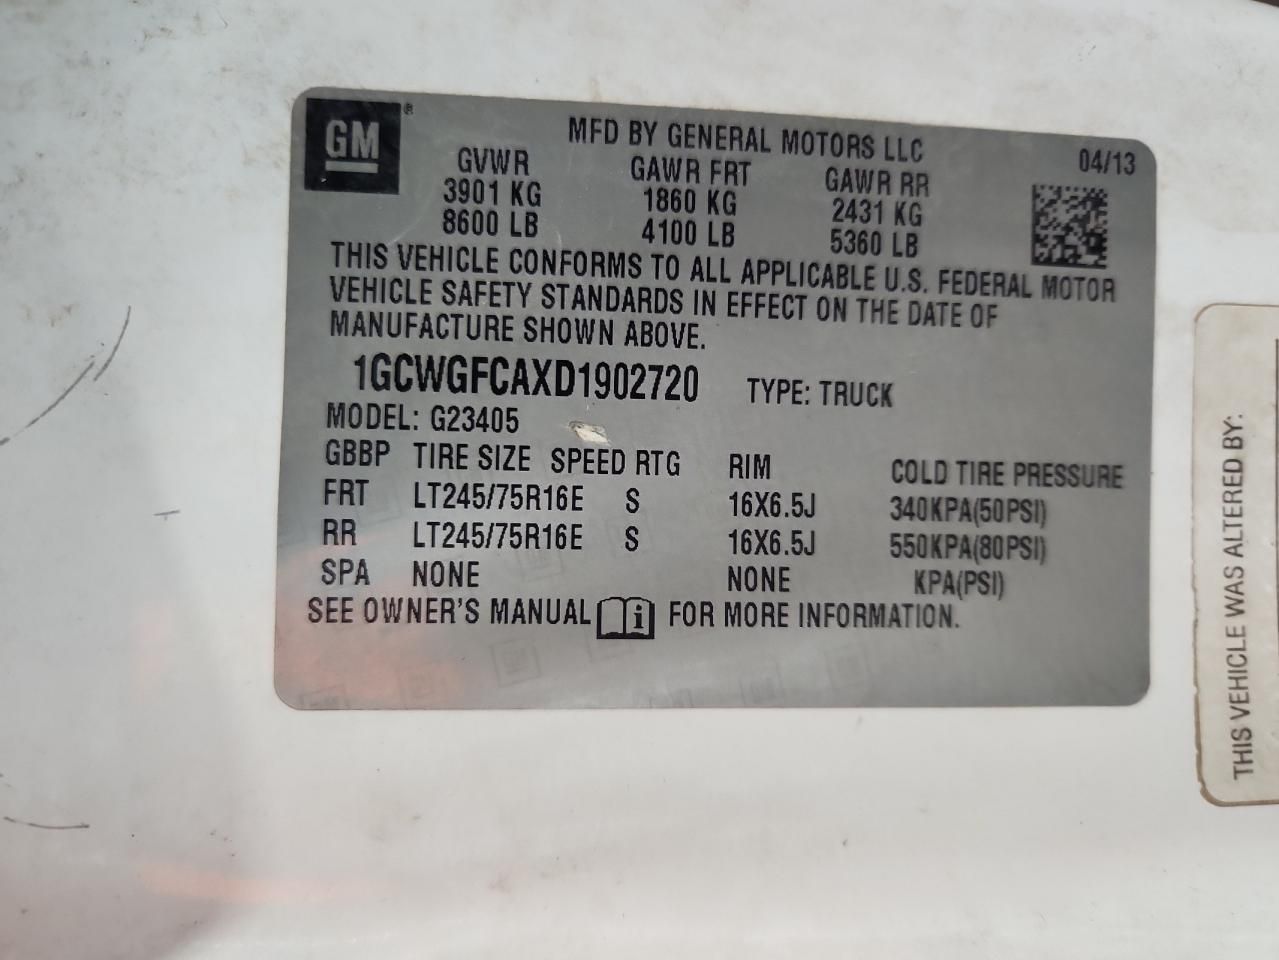 GM®
MFD BY GENERAL MOTORS LLC 04/13
GVWR GAWR FRT GAWR RR
3901 KG 1860 KG 2431 KG
8600 LB 4100 LB 5360 LB
THIS VEHICLE CONFORMS TO ALL APPLICABLE U.S. FEDERAL MOTOR
VEHICLE SAFETY STANDARDS IN EFFECT ON THE DATE OF
MANUFACTURE SHOWN ABOVE.
1GCWGFCAXD1902720 TYPE: TRUCK
MODEL: G23405
GBBP TIRE SIZE SPEED RTG RIM COLD TIRE PRESSURE
FRT LT245/75R16E S 16X6.5J 340KPA(50PSI)
RR LT245/75R16E S 16X6.5J 550KPA(80PSI)
SPA NONE NONE KPA(PSI)
SEE OWNER'S MANUAL i FOR MORE INFORMATION.
THIS VEHICLE WAS ALTERED BY: